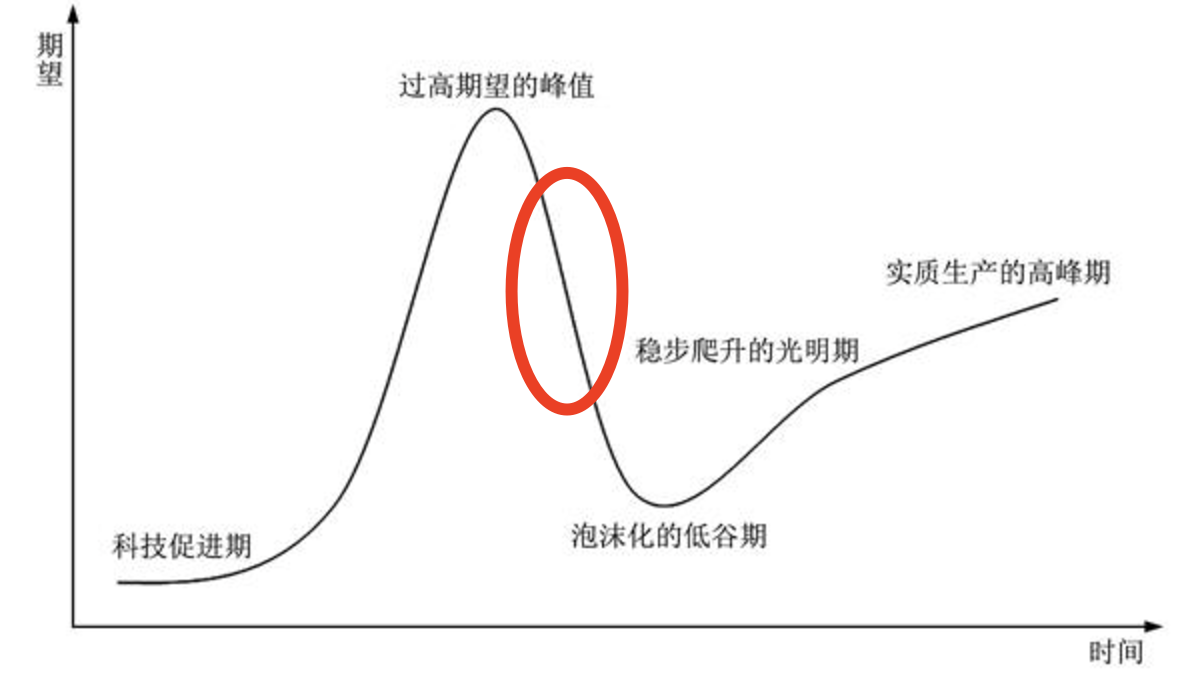 期望
过高期望的峰值
实质生产的高峰期
稳步爬升的光明期
泡沫化的低谷期
科技促进期
时间